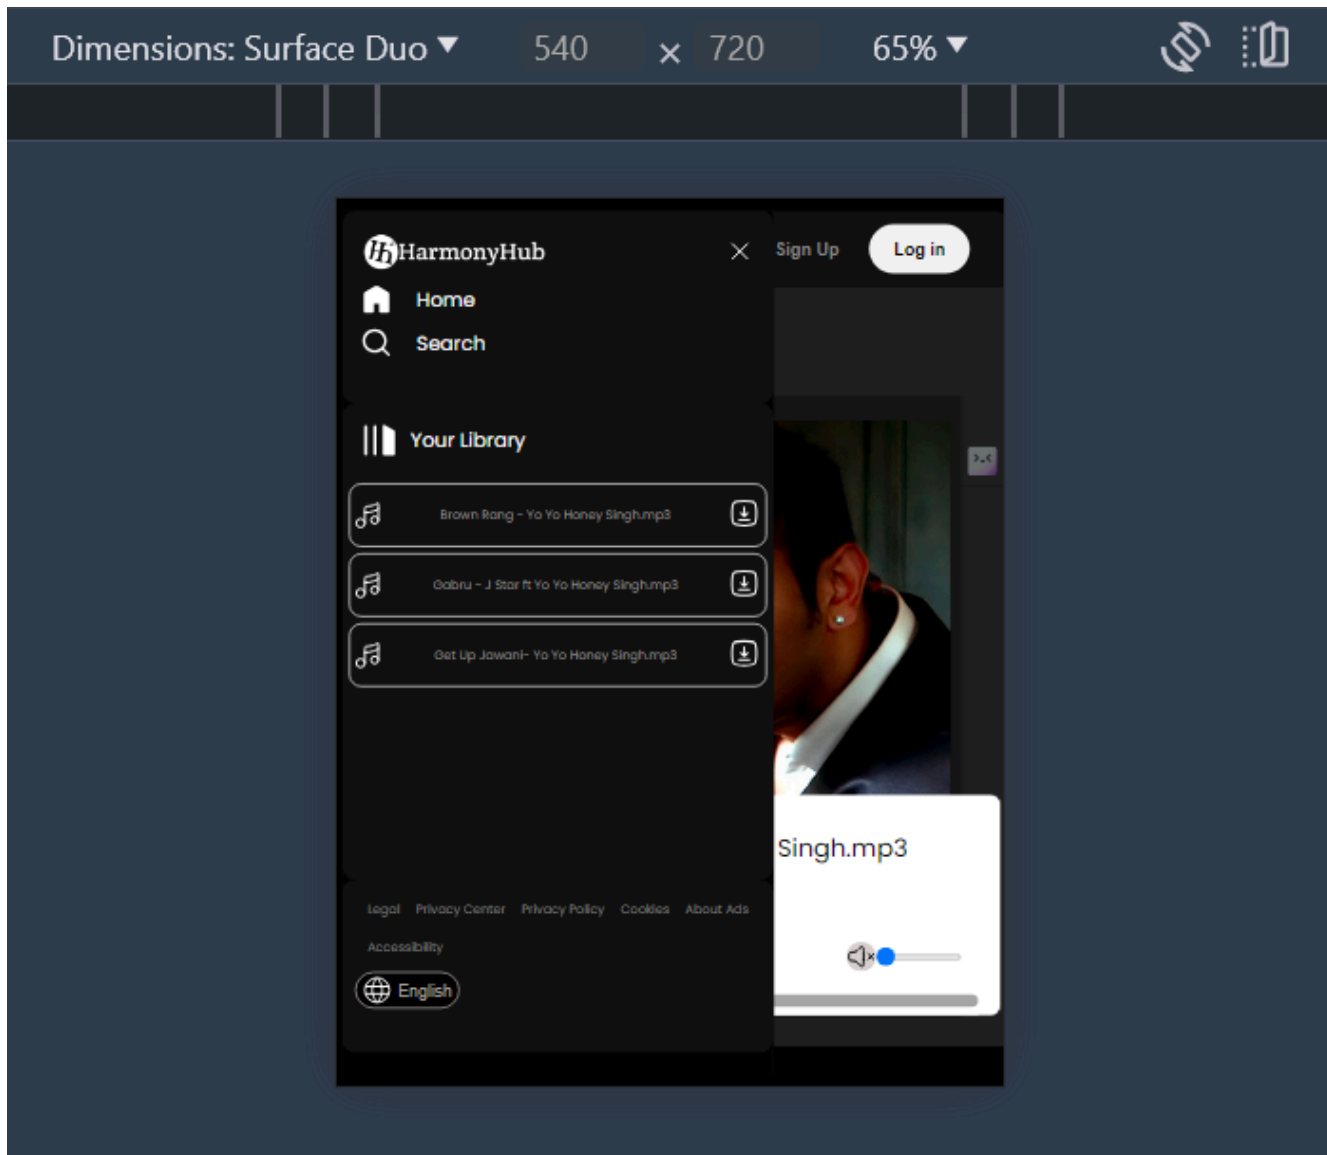 Dimensions: Surface Duo 540 × 720 65%
HarmonyHub
Sign Up
Log in
Home
Search
Your Library
Brown Rang - Yo Yo Honey Singh.mp3
Gabru - J Star ft Yo Yo Honey Singh.mp3
Get Up Jawani- Yo Yo Honey Singh.mp3
Singh.mp3
Legal Privacy Center Privacy Policy Cookies About Ads
Accessibility
English